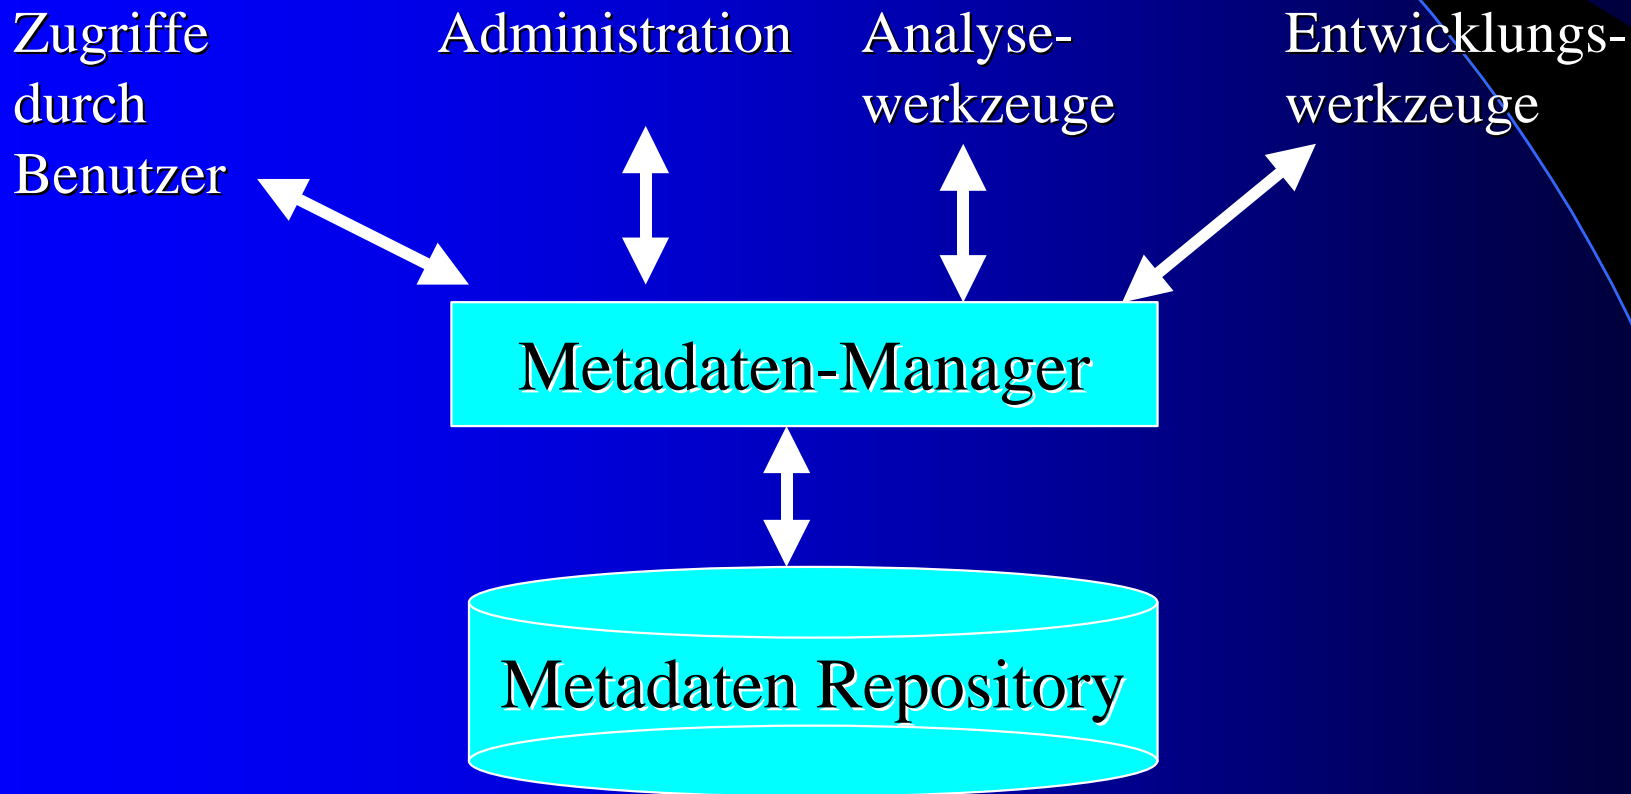 Zugriffe
durch
Benutzer
Administration
Analyse-
werkzeuge
Entwicklungs-
werkzeuge
Metadaten-Manager
Metadaten Repository